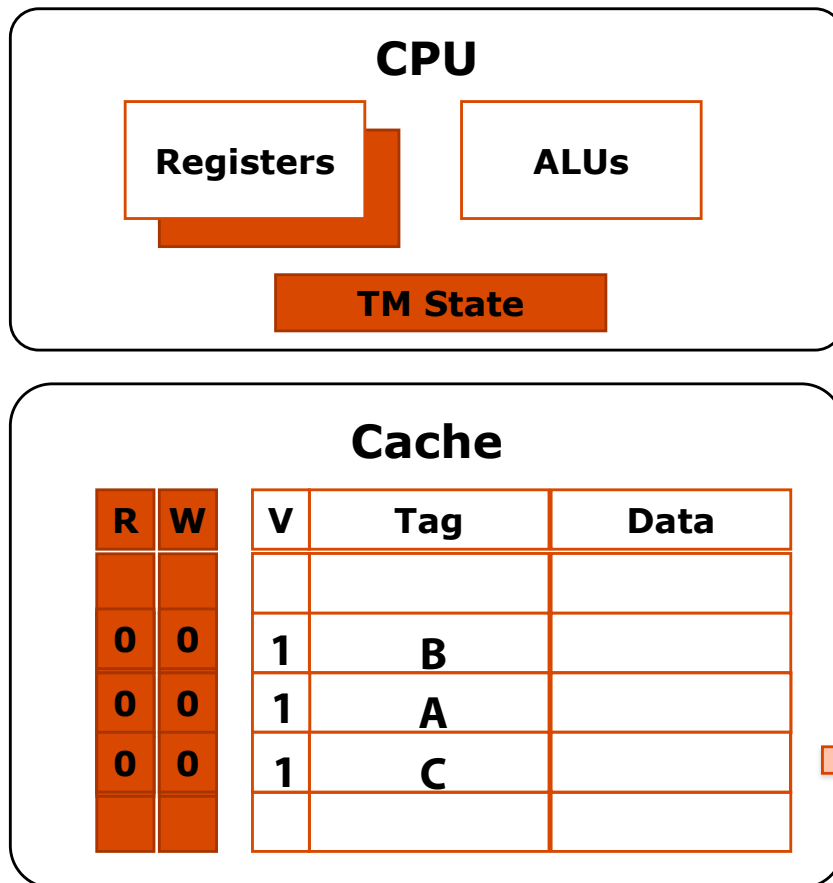 CPU
Registers ALUs
TM State
Cache
R W V Tag Data
0 0 1 B
0 0 1 A
0 0 1 C